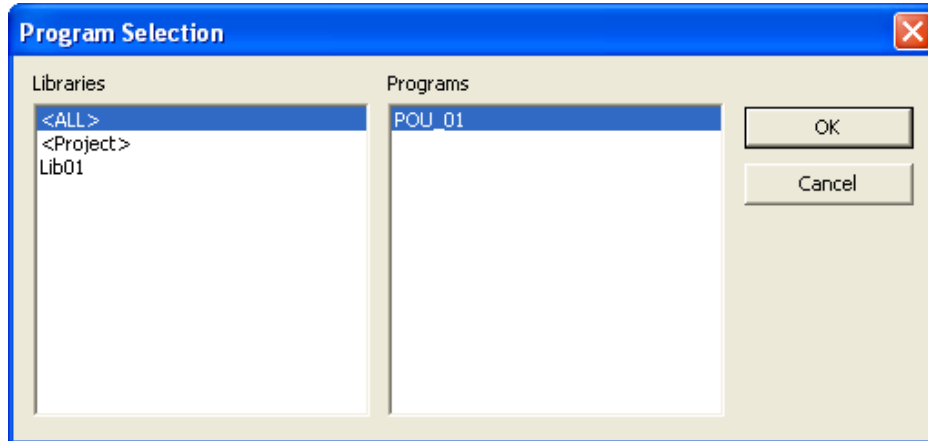 Program Selection
Libraries
Programs
<ALL>
<Project>
Lib01
POU_01
OK
Cancel